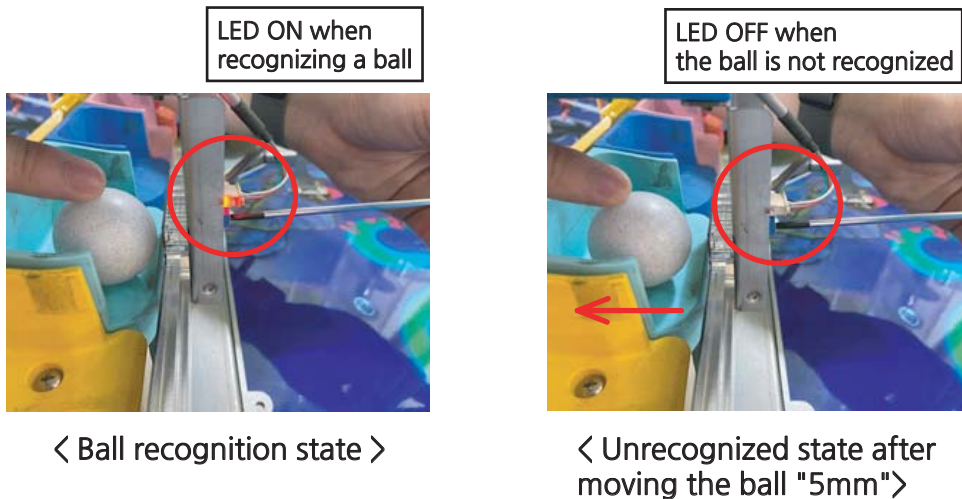 LED ON when
recognizing a ball
LED OFF when
the ball is not recognized
< Ball recognition state >
< Unrecognized state after
moving the ball "5mm">